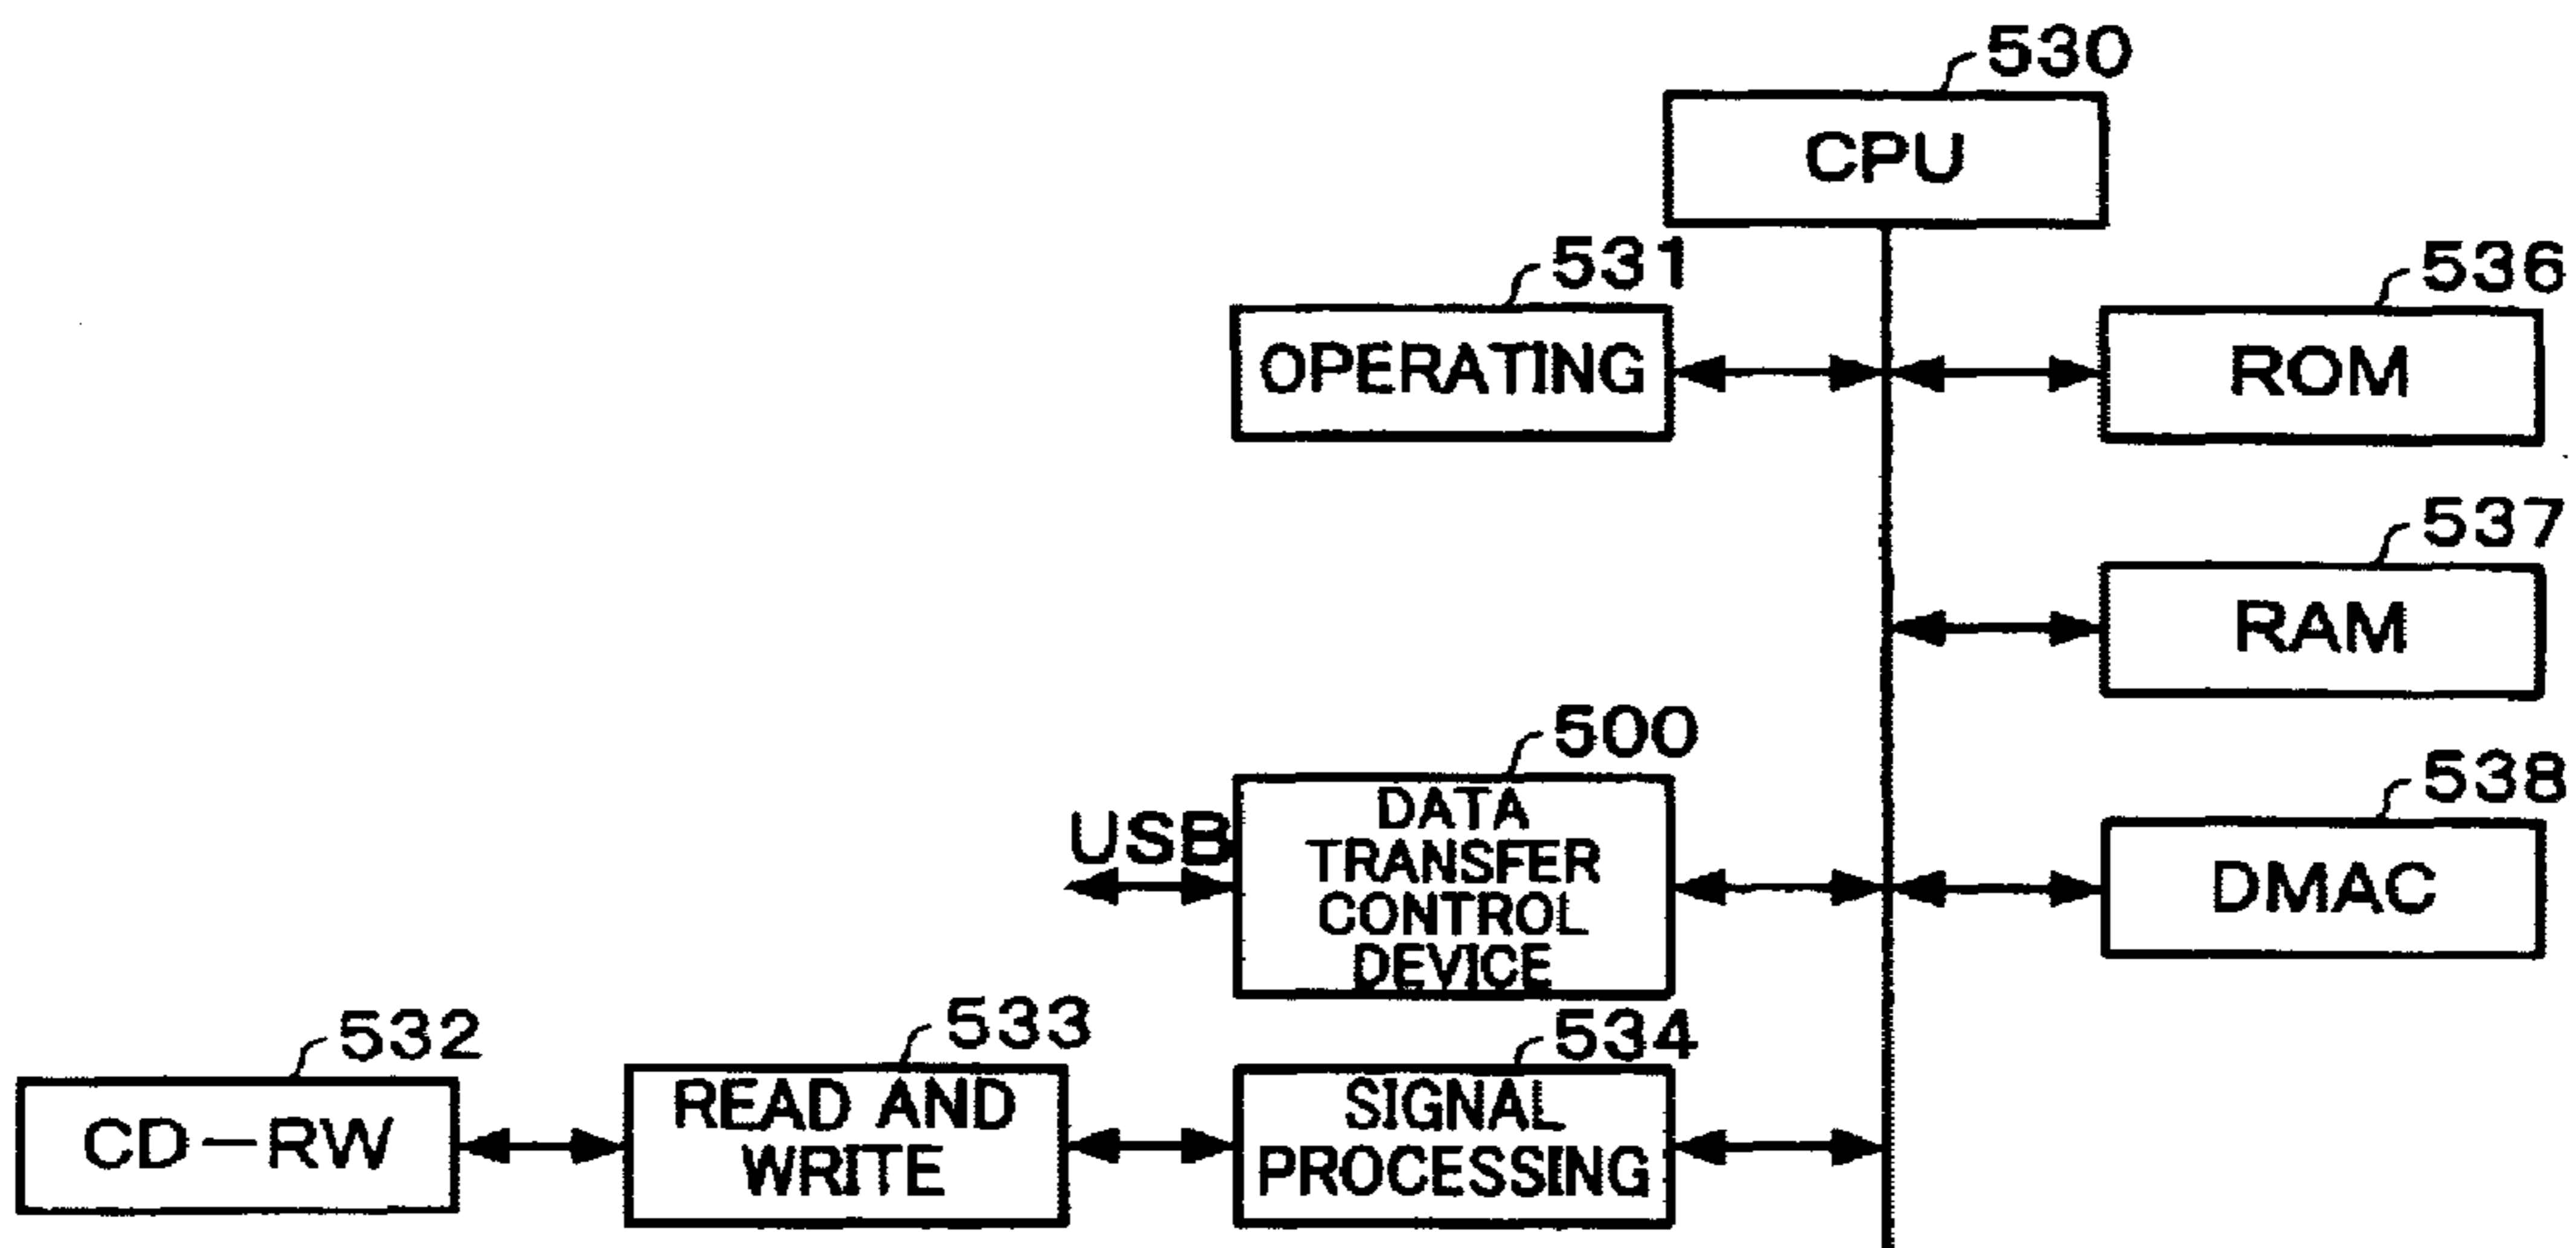 530
CPU
531
OPERATING
536
ROM
537
RAM
500
DATA
TRANSFER
CONTROL
DEVICE
USB
538
DMAC
532
CD-RW
533
READ AND
WRITE
534
SIGNAL
PROCESSING